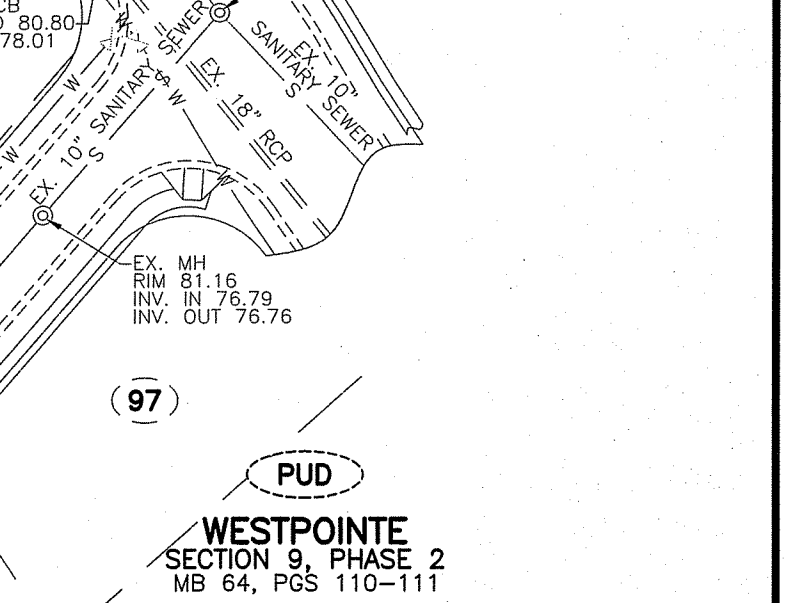 CB
80.80
78.01
W
W
W
W
W
S
S
S
EX. 10" SANITARY SEWER
EX. 18" RCP
EX. 10"
SANITARY SEWER
EX. MH
RIM 81.16
INV. IN 76.79
INV. OUT 76.76
(97)
PUD
WESTPOINTE
SECTION 9, PHASE 2
MB 64, PGS 110-111